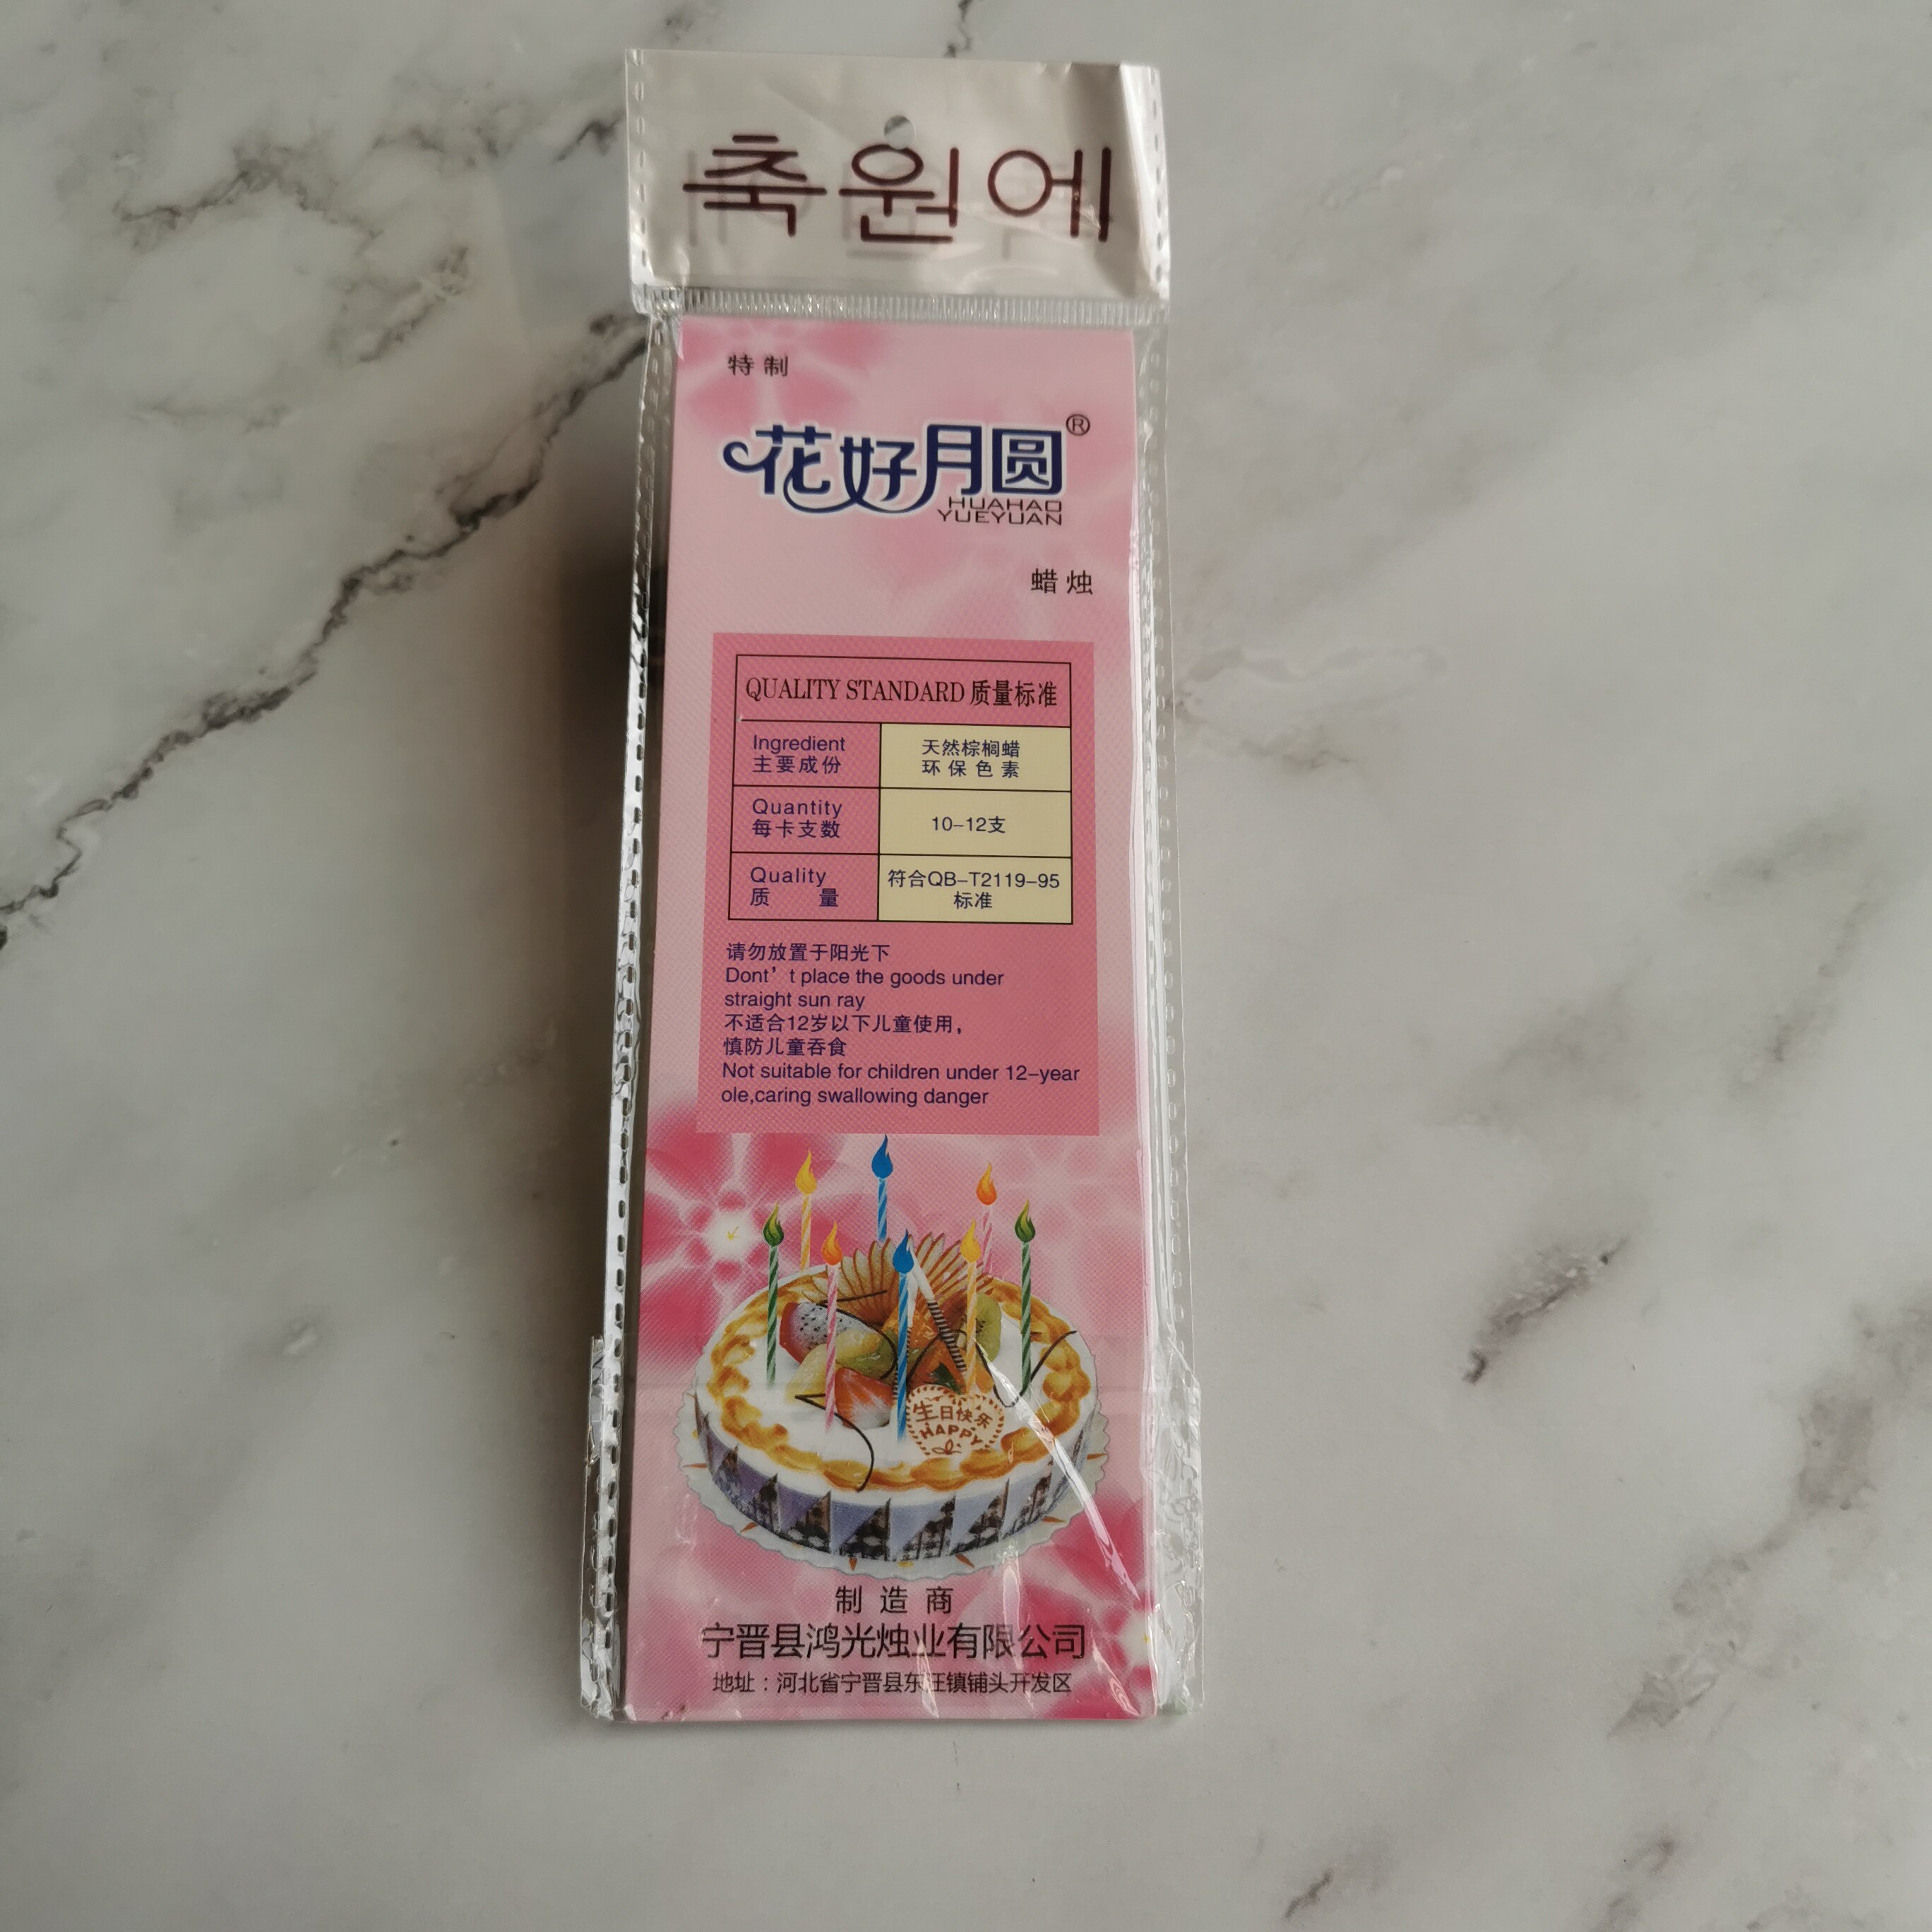 축원에
特制
花好月圆®
HUAHAO
YUEYUAN
蜡烛
QUALITY STANDARD 质量标准
Ingredient
主要成份
天然棕榈蜡
环保色素
Quantity
每卡支数
10-12支
Quality
质 量
符合QB-T2119-95
标准
请勿放置于阳光下
Dont't place the goods under
straight sun ray
不适合12岁以下儿童使用，
慎防儿童吞食
Not suitable for children under 12-year
ole,caring swallowing danger
生日快乐
HAPPY
制造商
宁晋县鸿光烛业有限公司
地址：河北省宁晋县东汪镇铺头开发区